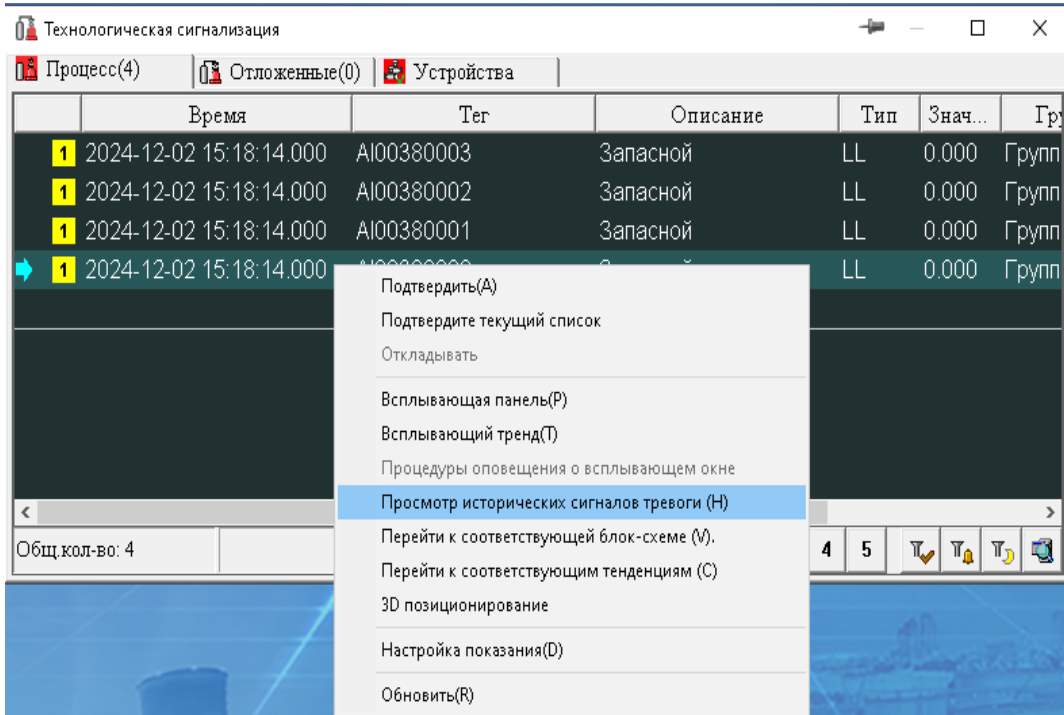 Технологическая сигнализация
Процесс(4) Отложенные(0) Устройства
Время Тег Описание Тип Знач... Гру
1 2024-12-02 15:18:14.000 AI00380003 Запасной LL 0.000 Групп
1 2024-12-02 15:18:14.000 AI00380002 Запасной LL 0.000 Групп
1 2024-12-02 15:18:14.000 AI00380001 Запасной LL 0.000 Групп
1 2024-12-02 15:18:14.000 LL 0.000 Групп
Подтвердить(A)
Подтвердите текущий список
Откладывать
Всплывающая панель(P)
Всплывающий тренд(T)
Процедуры оповещения о всплывающем окне
Просмотр исторических сигналов тревоги (H)
Перейти к соответствующей блок-схеме (V).
Перейти к соответствующим тенденциям (C)
3D позиционирование
Настройка показания(D)
Обновить(R)
Общ.кол-во: 4 4 5